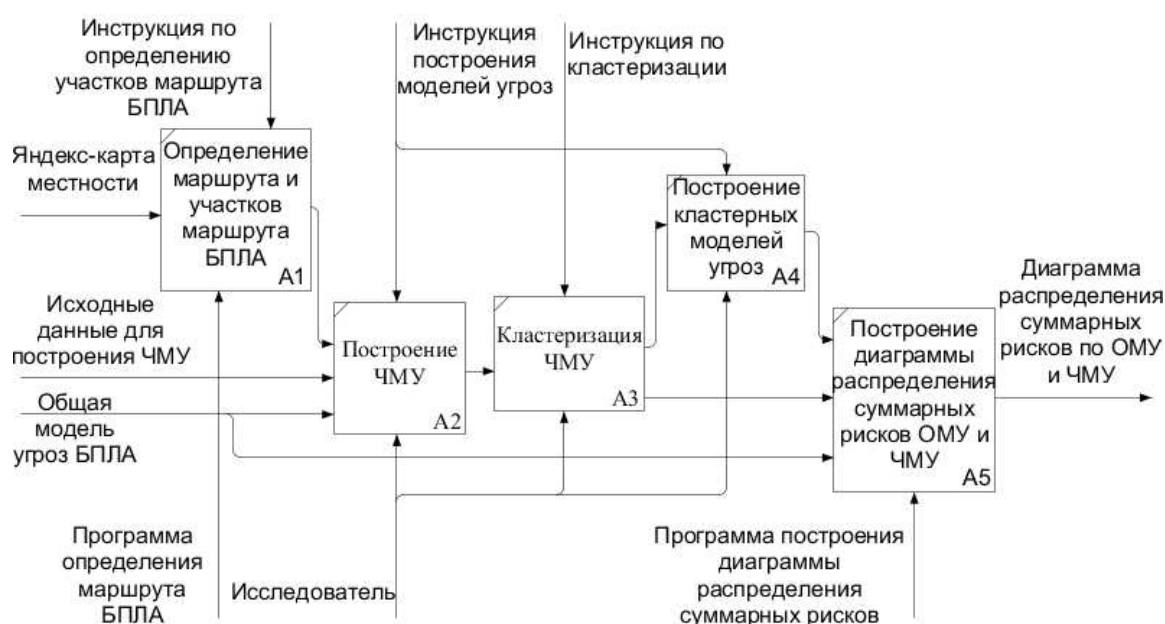 Инструкция по
определению
участков маршрута
БПЛА
Инструкция
построения
моделей угроз
Инструкция по
кластеризации
Яндекс-карта
местности
Определение
маршрута и
участков
маршрута
БПЛА
A1
Построение
кластерных
моделей
угроз
A4
Исходные
данные для
построения ЧМУ
Построение
ЧМУ
A2
Кластеризация
ЧМУ
A3
Построение
диаграммы
распределения
суммарных
рисков ОМУ и
ЧМУ
A5
Диаграмма
распределения
суммарных
рисков по ОМУ
и ЧМУ
Общая
модель
угроз БПЛА
Программа
определения
маршрута
БПЛА
Исследователь
Программа построения
диаграммы
распределения
суммарных рисков